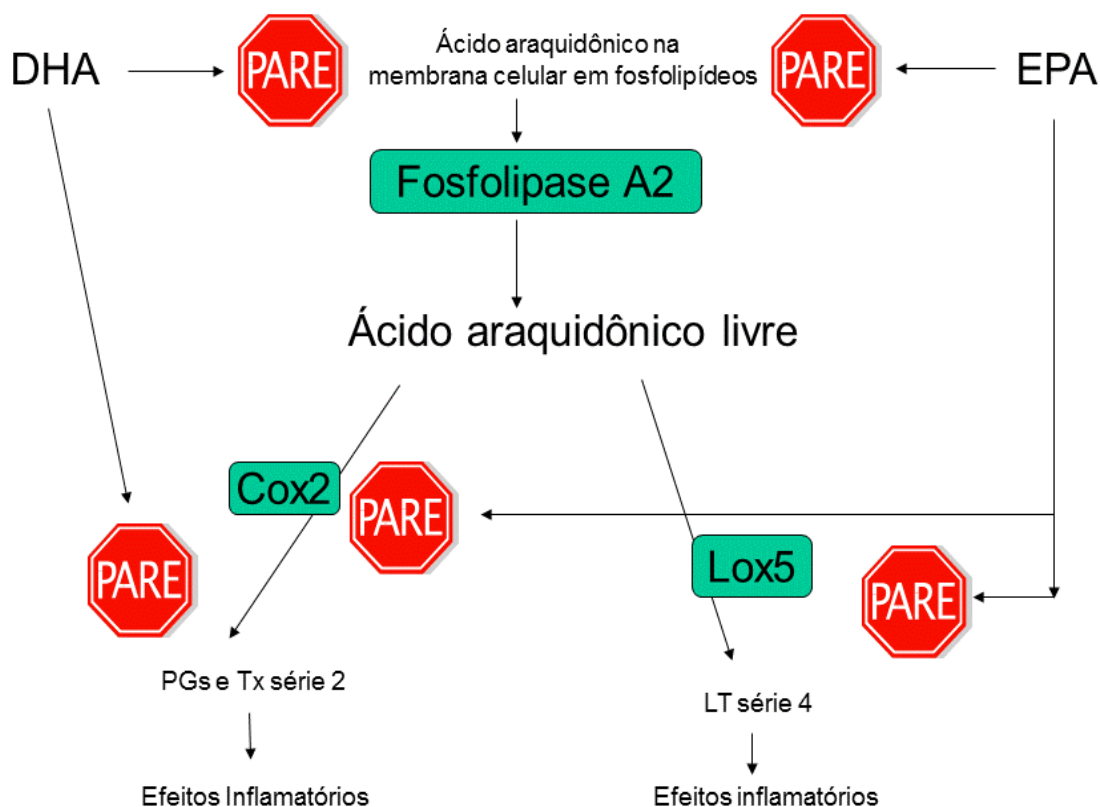 DHA
PARE
Ácido araquidônico na
membrana celular em fosfolipídeos
PARE
EPA
Fosfolipase A2
Ácido araquidônico livre
Cox2
PARE
PARE
Lox5
PARE
PGs e Tx série 2
LT série 4
Efeitos Inflamatórios
Efeitos inflamatórios